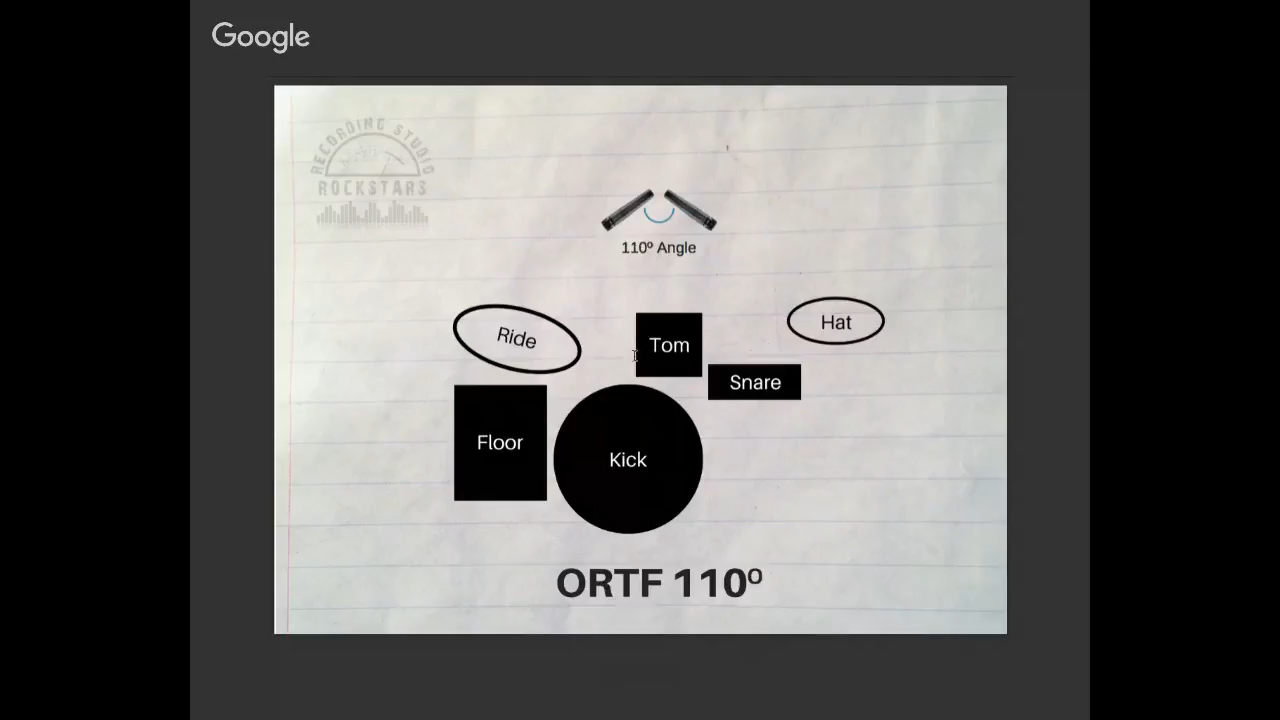 Google
RECORDING STUDIO
ROCKSTARS
110º Angle
Ride
Tom
Hat
Snare
Floor
Kick
ORTF 110º